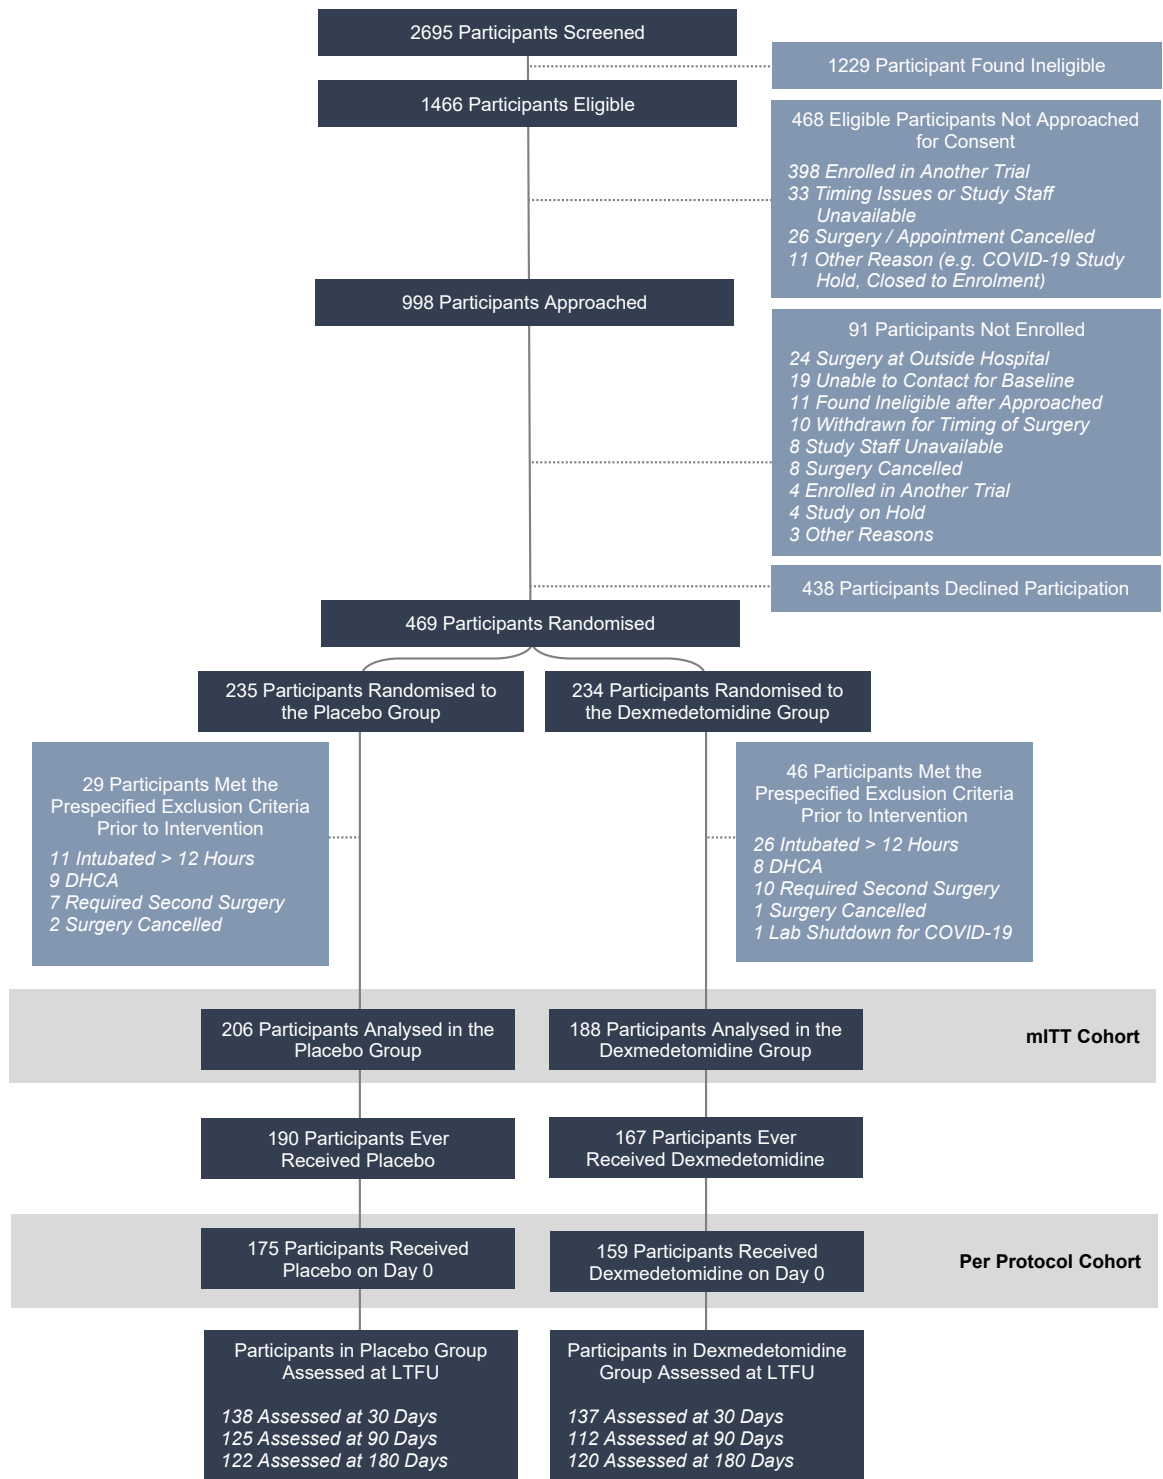 2695 Participants Screened
1229 Participant Found Ineligible
1466 Participants Eligible
468 Eligible Participants Not Approached
for Consent
398 Enrolled in Another Trial
33 Timing Issues or Study Staff
Unavailable
26 Surgery / Appointment Cancelled
11 Other Reason (e.g. COVID-19 Study
Hold, Closed to Enrolment)
998 Participants Approached
91 Participants Not Enrolled
24 Surgery at Outside Hospital
19 Unable to Contact for Baseline
11 Found Ineligible after Approached
10 Withdrawn for Timing of Surgery
8 Study Staff Unavailable
8 Surgery Cancelled
4 Enrolled in Another Trial
4 Study on Hold
3 Other Reasons
438 Participants Declined Participation
469 Participants Randomised
235 Participants Randomised to
the Placebo Group
234 Participants Randomised to
the Dexmedetomidine Group
29 Participants Met the
Prespecified Exclusion Criteria
Prior to Intervention
11 Intubated > 12 Hours
9 DHCA
7 Required Second Surgery
2 Surgery Cancelled
46 Participants Met the
Prespecified Exclusion Criteria
Prior to Intervention
26 Intubated > 12 Hours
8 DHCA
10 Required Second Surgery
1 Surgery Cancelled
1 Lab Shutdown for COVID-19
206 Participants Analysed in the
Placebo Group
188 Participants Analysed in the
Dexmedetomidine Group
mITT Cohort
190 Participants Ever
Received Placebo
167 Participants Ever
Received Dexmedetomidine
175 Participants Received
Placebo on Day 0
159 Participants Received
Dexmedetomidine on Day 0
Per Protocol Cohort
Participants in Placebo Group
Assessed at LTFU
138 Assessed at 30 Days
125 Assessed at 90 Days
122 Assessed at 180 Days
Participants in Dexmedetomidine
Group Assessed at LTFU
137 Assessed at 30 Days
112 Assessed at 90 Days
120 Assessed at 180 Days